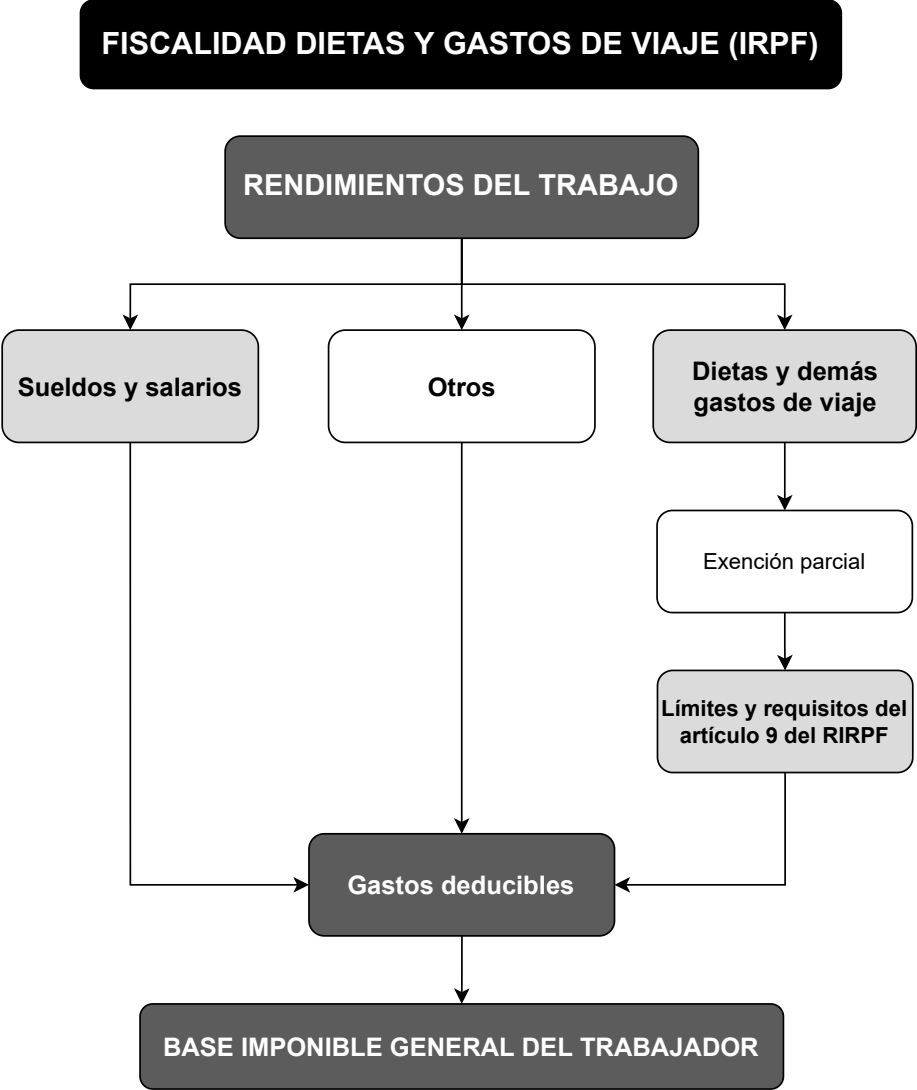 FISCALIDAD DIETAS Y GASTOS DE VIAJE (IRPF)
RENDIMIENTOS DEL TRABAJO
Sueldos y salarios
Otros
Dietas y demás
gastos de viaje
Exención parcial
Límites y requisitos del
artículo 9 del RIRPF
Gastos deducibles
BASE IMPONIBLE GENERAL DEL TRABAJADOR